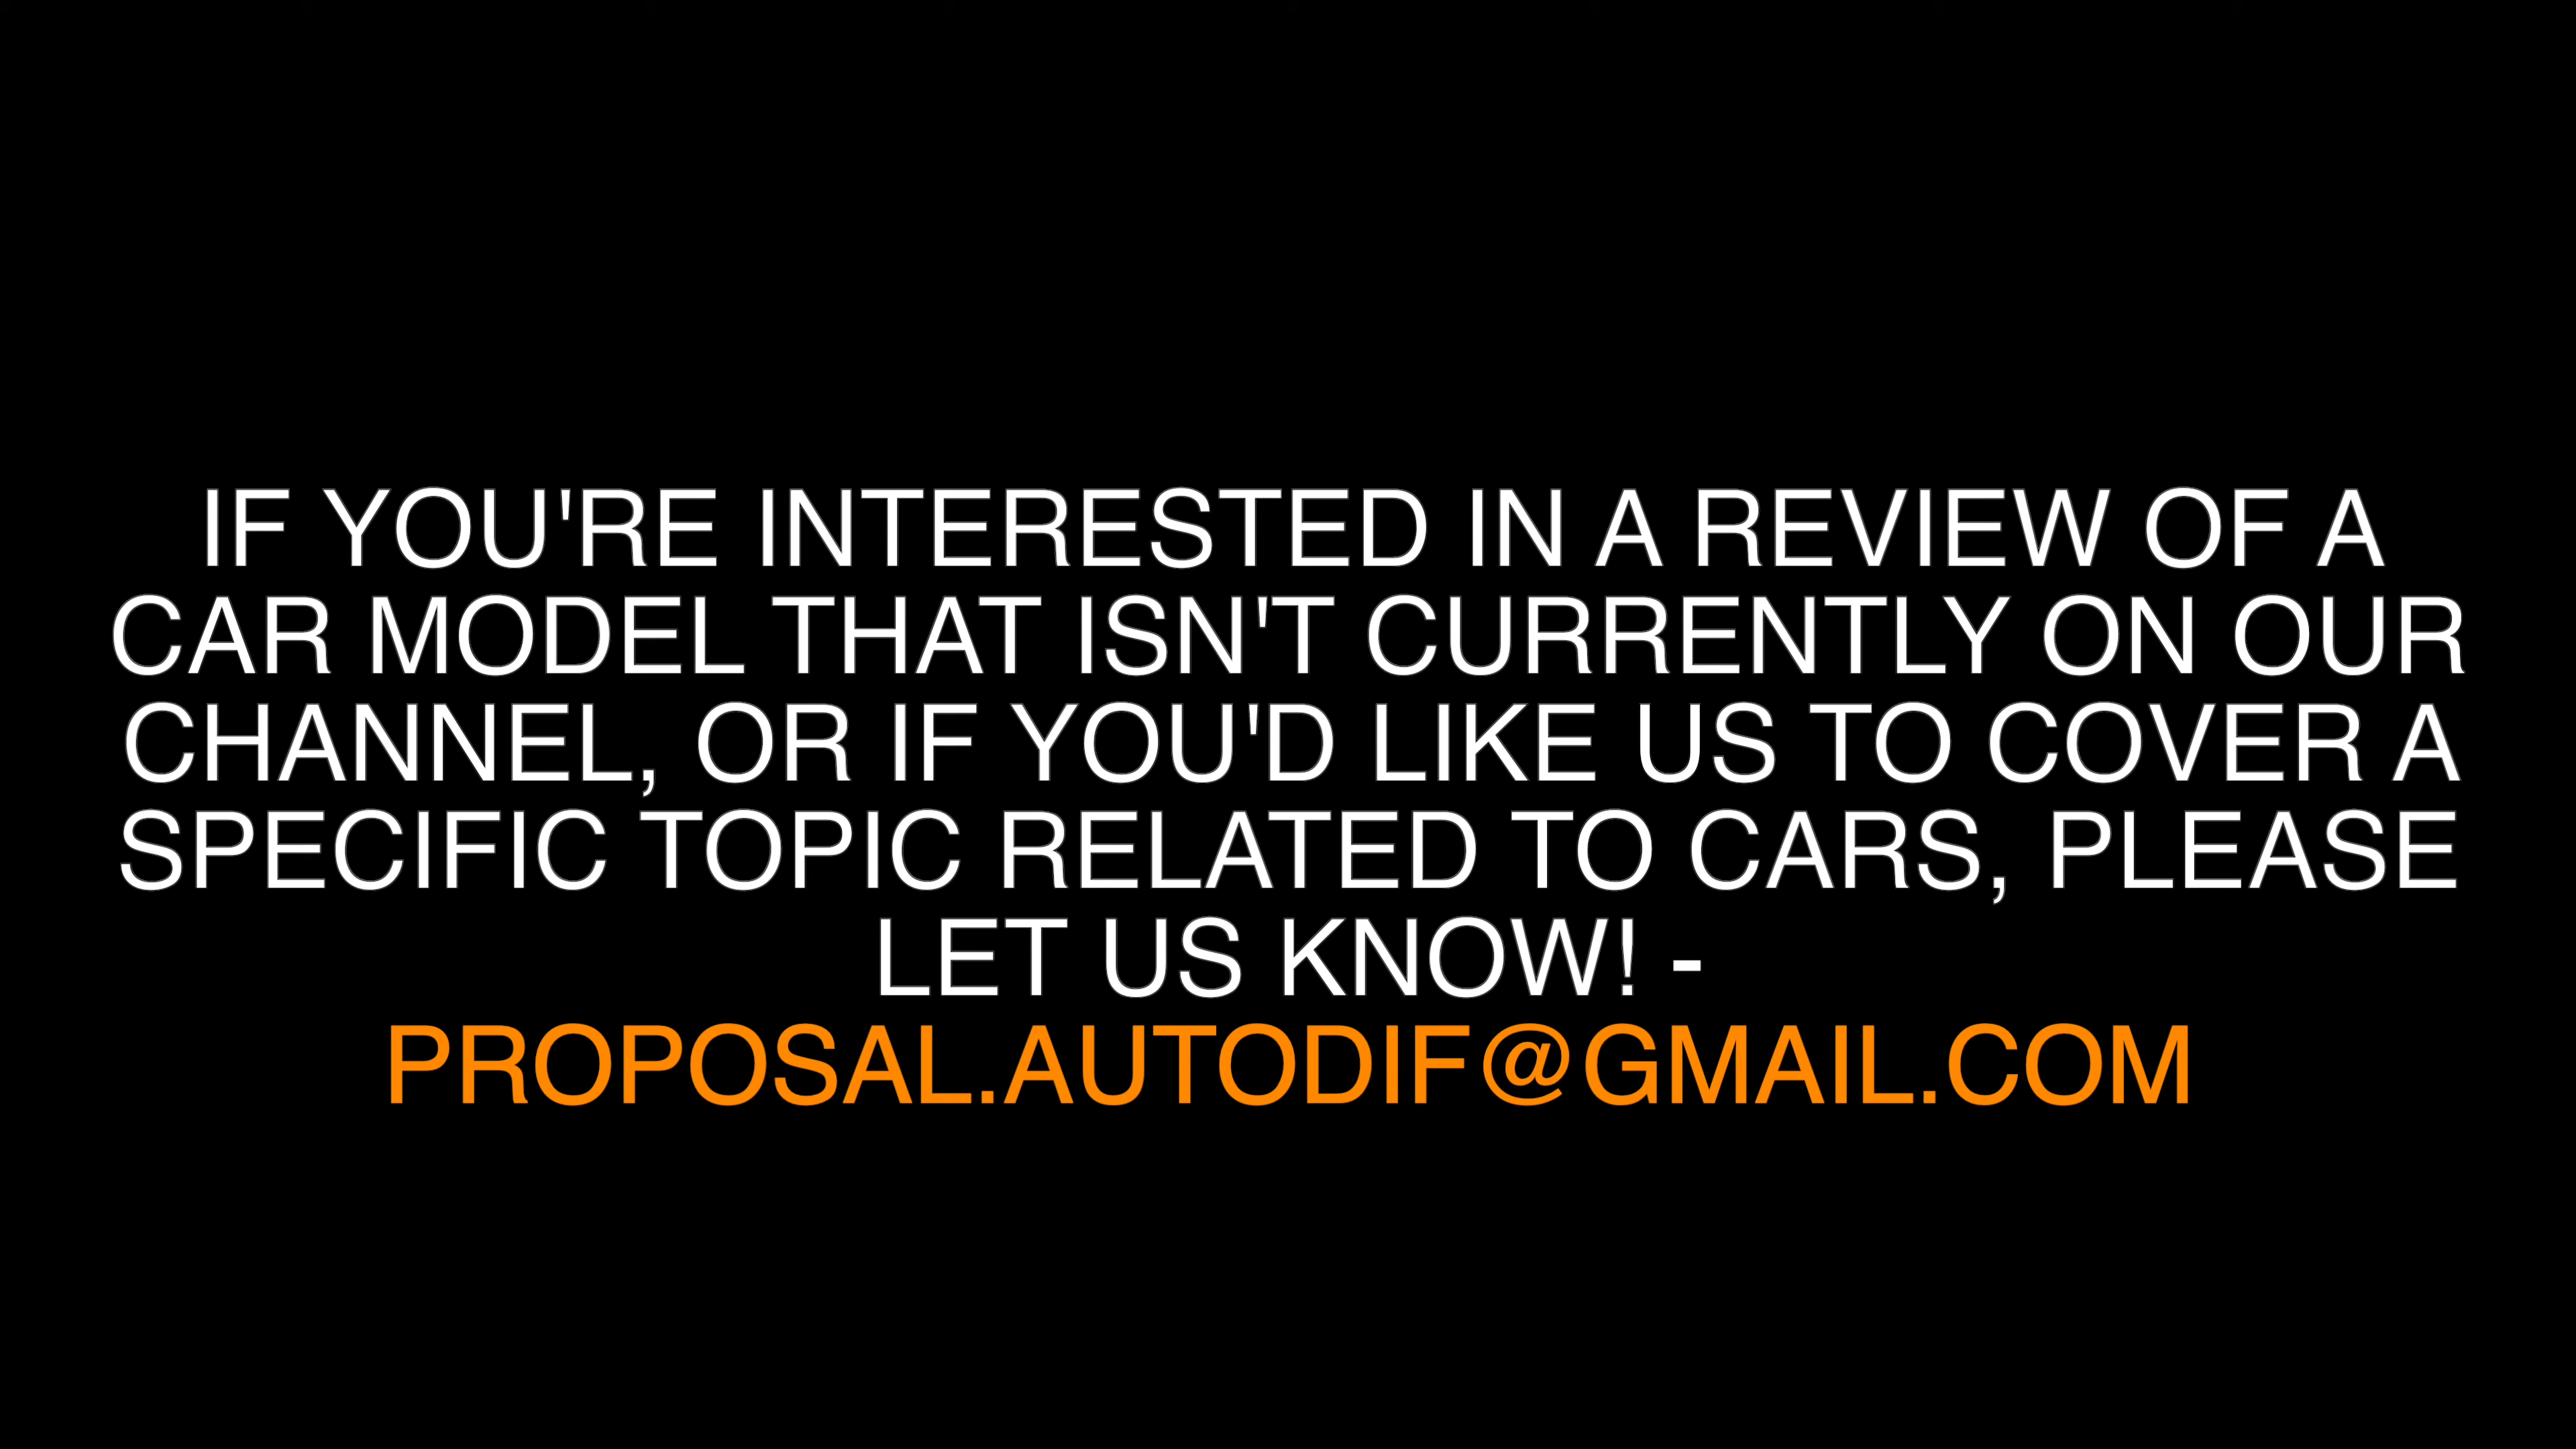 IF YOU'RE INTERESTED IN A REVIEW OF A
CAR MODEL THAT ISN'T CURRENTLY ON OUR
CHANNEL, OR IF YOU'D LIKE US TO COVER A
SPECIFIC TOPIC RELATED TO CARS, PLEASE
LET US KNOW! -
PROPOSAL.AUTODIF@GMAIL.COM